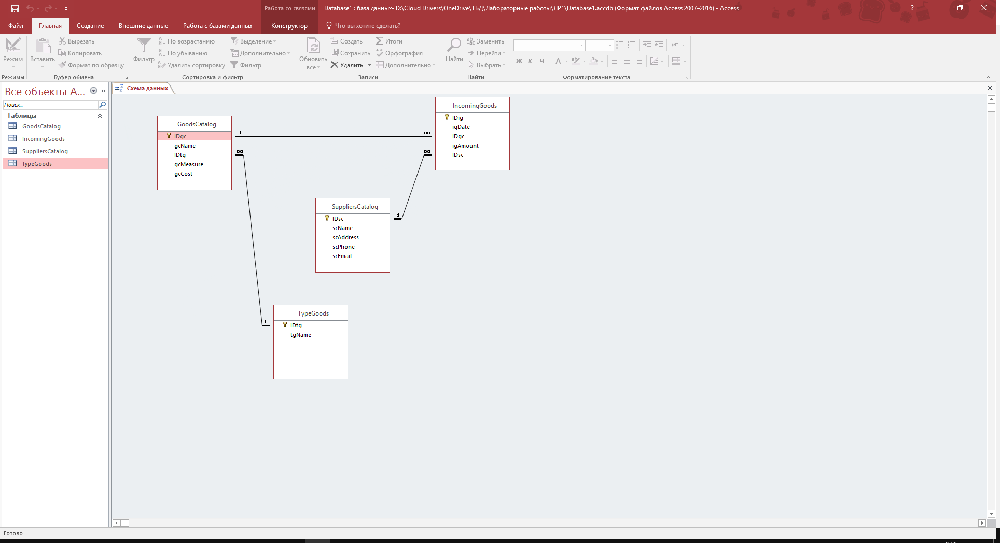 Работа со связями
Database1 : база данных- D:\Cloud Drivers\OneDrive\ТБД\Лабораторные работы\ЛР1\Database1.accdb (Формат файлов Access 2007–2016) - Access
?
Файл
Главная
Создание
Внешние данные
Работа с базами данных
Конструктор
Что вы хотите сделать?
Режим
Режимы
Вставить
Вырезать
Копировать
Формат по образцу
Буфер обмена
Фильтр
По возрастанию
По убыванию
Удалить сортировку
Выделение
Дополнительно
Фильтр
Сортировка и фильтр
Обновить
все
Создать
Сохранить
Удалить
Итоги
Орфография
Дополнительно
Записи
Найти
Заменить
Перейти
Выбрать
Найти
Ж К Ч
А
Форматирование текста
Все объекты A...
Поиск...
Таблицы
GoodsCatalog
IncomingGoods
SuppliersCatalog
TypeGoods
Схема данных
GoodsCatalog
IDgc
gcName
IDtg
gcMeasure
gcCost
1
∞
∞
∞
IncomingGoods
IDig
igDate
IDgc
igAmount
IDsc
SuppliersCatalog
IDsc
scName
scAddress
scPhone
scEmail
1
TypeGoods
IDtg
tgName
1
Готово